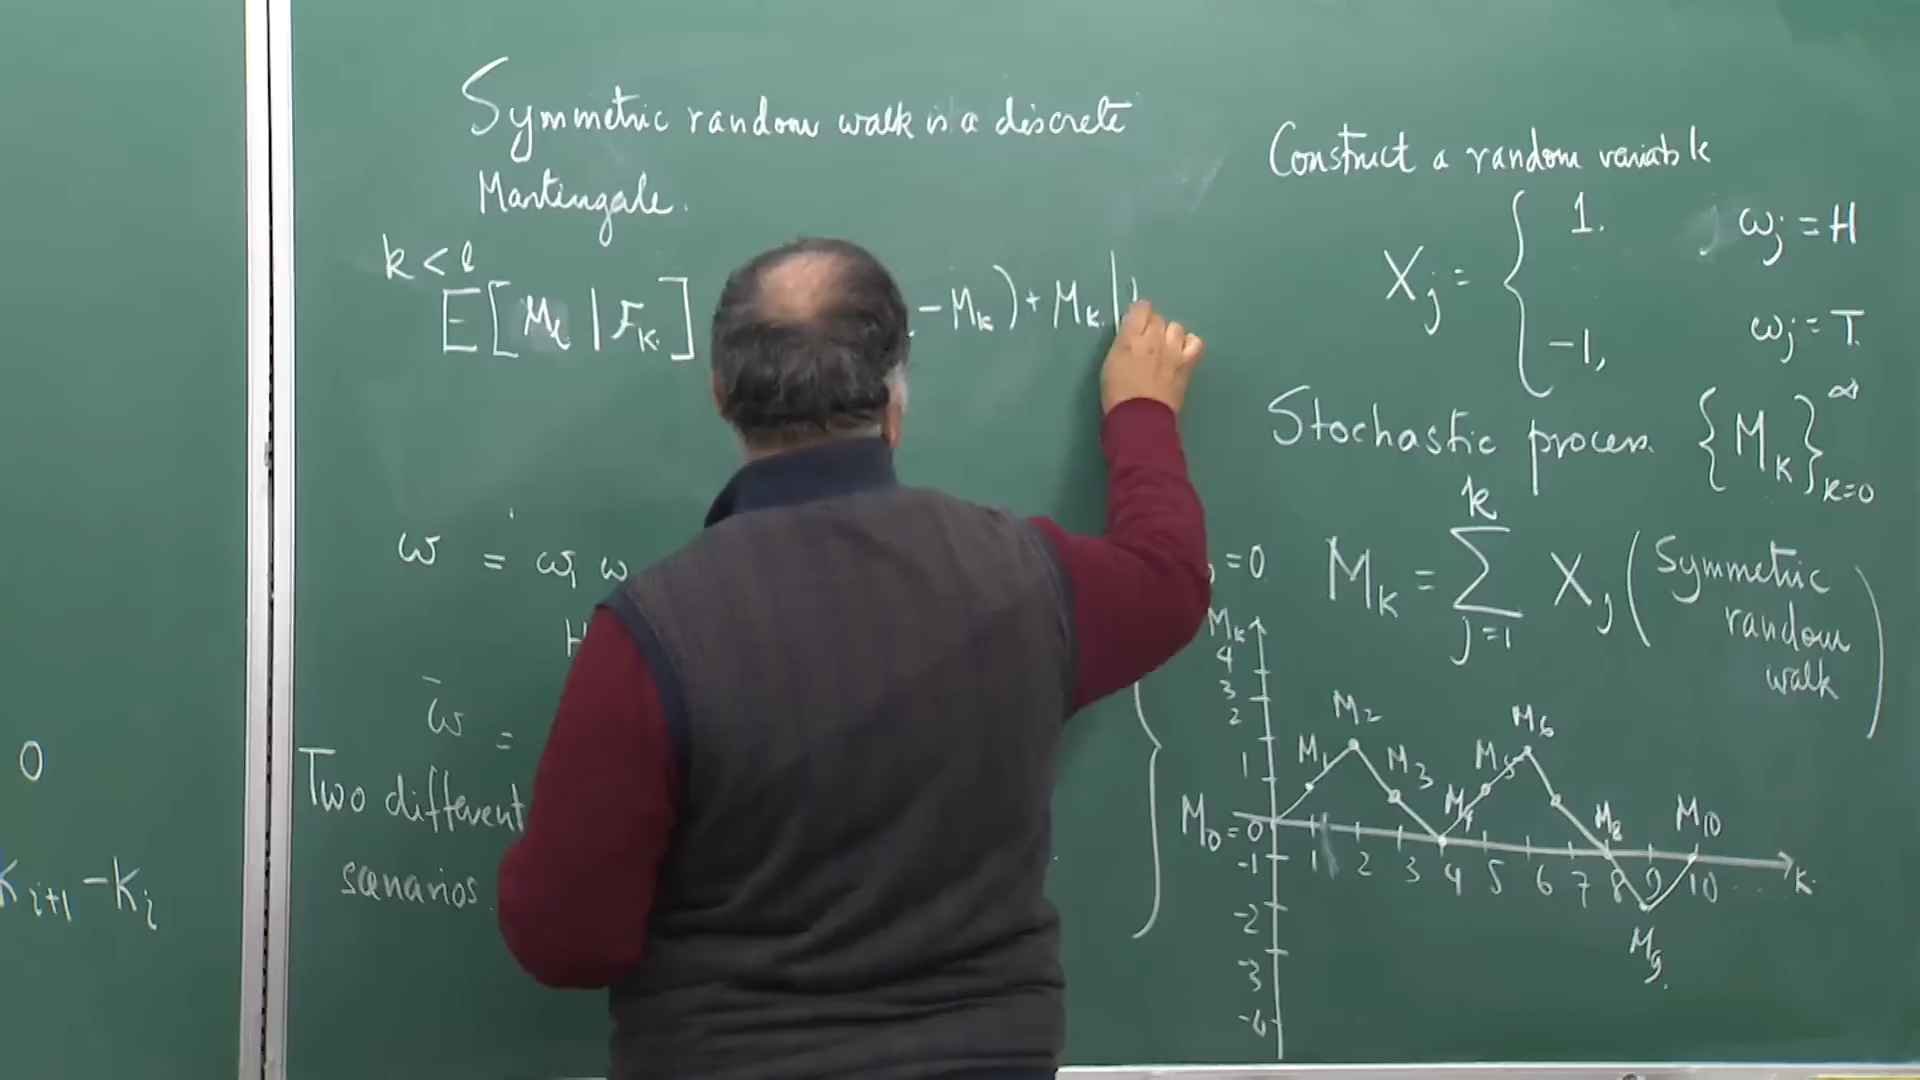 Symmetric random walk is a discrete
Martingale.
k < l
E[M_l | F_k] - M_k) + M_k |
ω = ω₁ ω
H
ω̄ =
Two different
scenarios
0
K_{i+1} - K_i
Construct a random variable
X_j = { 1. ω_j = H
-1, ω_j = T.
Stochastic process. {M_k}_{k=0}^∞
= 0 M_k = Σ_{j=1}^{k} X_j (Symmetric
random
walk)
M_k
4
3
2
1
M_0 = 0
-1
-2
-3
M_1 M_2 M_3 M_4 M_5 M_6 M_8 M_9. M_10
1 2 3 4 5 6 7 8 9 10 ... k